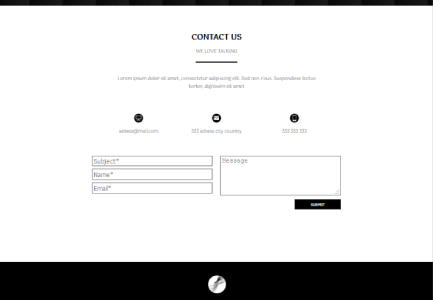 CONTACT US
WE LOVE TALKING
Lorem ipsum dolor sit amet, consectetur adipiscing elit. Sed non risus. Suspendisse lectus
tortor, dignissim sit amet
adress@mail.com
333 adress city country
333 333 333
Subject*
Message
Name*
Email*
SUBMIT